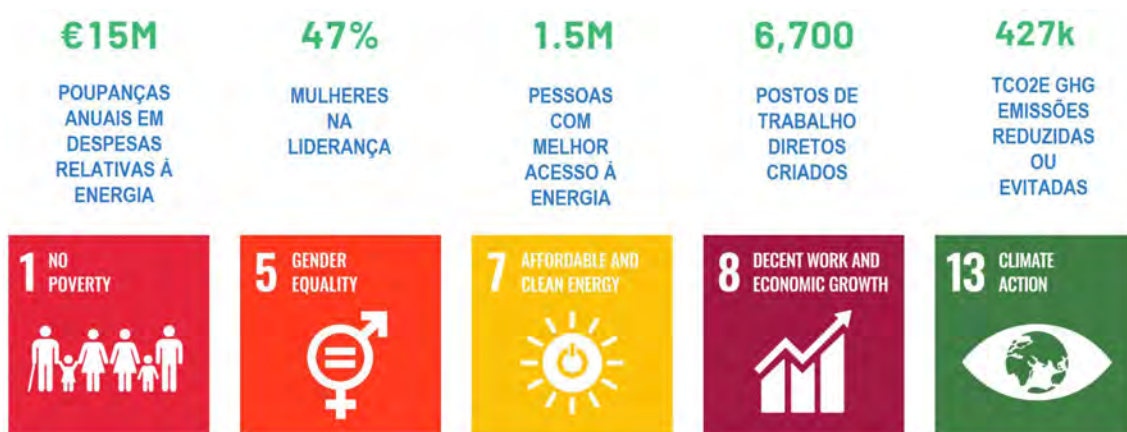 €15M
POUPANÇAS
ANUAIS EM
DESPESAS
RELATIVAS À
ENERGIA
47%
MULHERES
NA
LIDERANÇA
1.5M
PESSOAS
COM
MELHOR
ACESSO À
ENERGIA
6,700
POSTOS DE
TRABALHO
DIRETOS
CRIADOS
427k
TCO2E GHG
EMISSÕES
REDUZIDAS
OU
EVITADAS
1 NO
POVERTY
5 GENDER
EQUALITY
7 AFFORDABLE AND
CLEAN ENERGY
8 DECENT WORK AND
ECONOMIC GROWTH
13 CLIMATE
ACTION